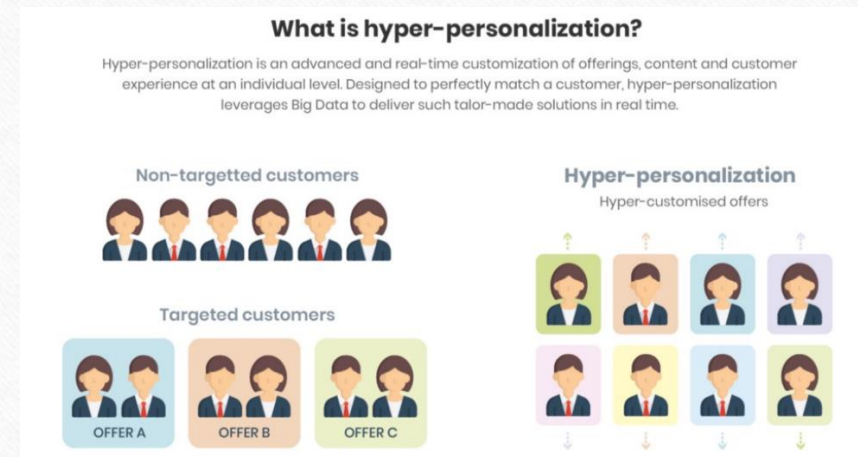 What is hyper-personalization?
Hyper-personalization is an advanced and real-time customization of offerings, content and customer
experience at an individual level. Designed to perfectly match a customer, hyper-personalization
leverages Big Data to deliver such talor-made solutions in real time.
Non-targetted customers
Targeted customers
OFFER A
OFFER B
OFFER C
Hyper-personalization
Hyper-customised offers